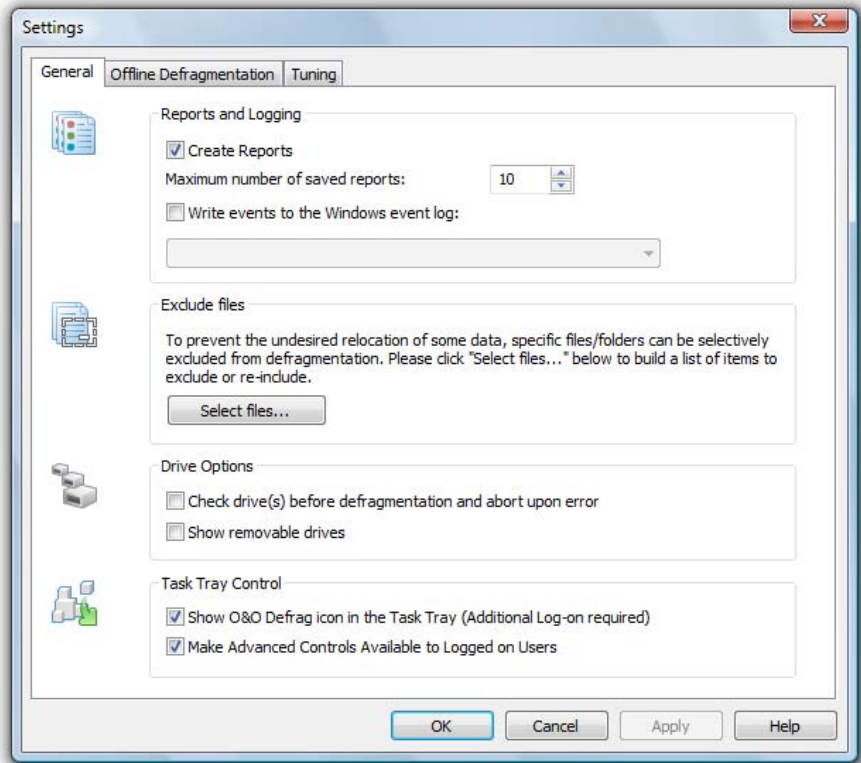 Settings
General
Offline Defragmentation
Tuning
Reports and Logging
Create Reports
Maximum number of saved reports: 10
Write events to the Windows event log:
Exclude files
To prevent the undesired relocation of some data, specific files/folders can be selectively
excluded from defragmentation. Please click "Select files..." below to build a list of items to
exclude or re-include.
Select files...
Drive Options
Check drive(s) before defragmentation and abort upon error
Show removable drives
Task Tray Control
Show O&O Defrag icon in the Task Tray (Additional Log-on required)
Make Advanced Controls Available to Logged on Users
OK
Cancel
Apply
Help